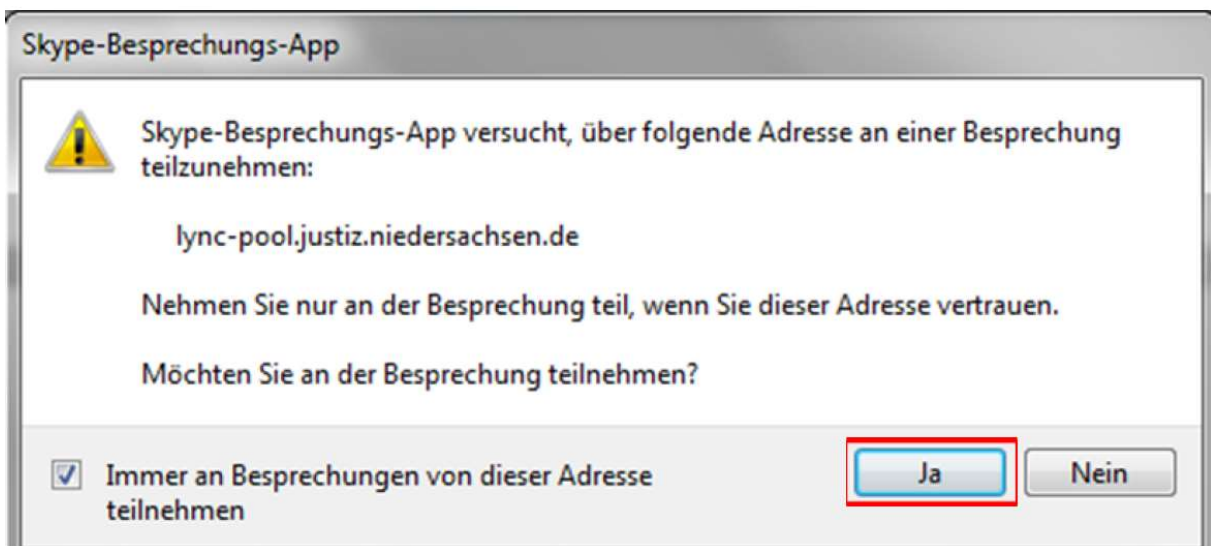 Skype-Besprechungs-App
Skype-Besprechungs-App versucht, über folgende Adresse an einer Besprechung
teilzunehmen:
lync-pool.justiz.niedersachsen.de
Nehmen Sie nur an der Besprechung teil, wenn Sie dieser Adresse vertrauen.
Möchten Sie an der Besprechung teilnehmen?
Immer an Besprechungen von dieser Adresse
teilnehmen
Ja
Nein